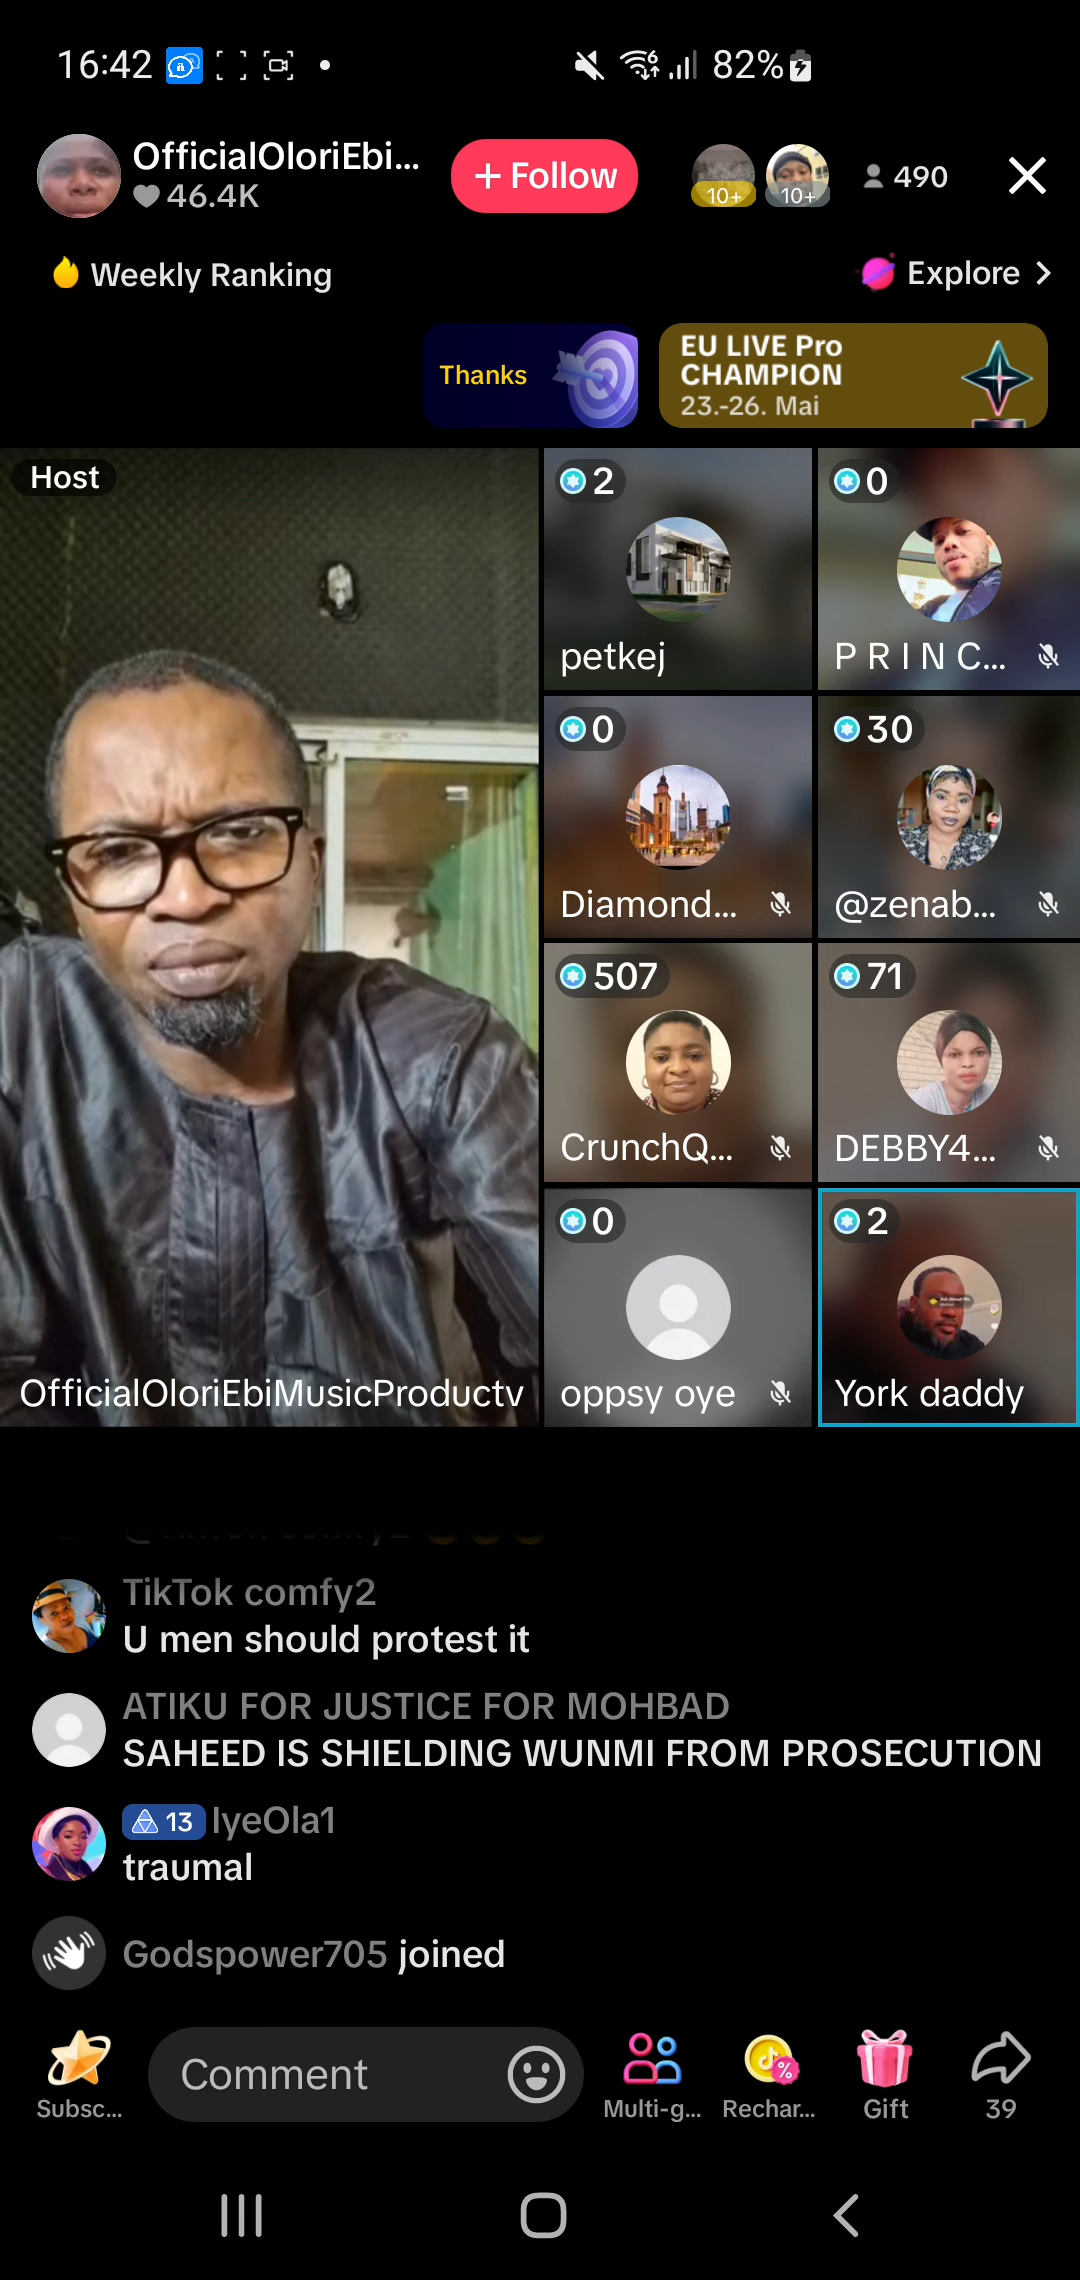 16:42
82%
OfficialOloriEbi...
46.4K
+ Follow
10+
10+
490
Weekly Ranking
Explore >
Thanks
EU LIVE Pro
CHAMPION
23.-26. Mai
Host
2
petkej
0
P R I N C...
0
Diamond...
30
@zenab...
507
CrunchQ...
71
DEBBY4...
0
oppsy oye
2
York daddy
OfficialOloriEbiMusicProductv
TikTok comfy2
U men should protest it
ATIKU FOR JUSTICE FOR MOHBAD
SAHEED IS SHIELDING WUNMI FROM PROSECUTION
13 IyeOla1
traumal
Godspower705 joined
Subsc...
Comment
Multi-g...
Rechar...
Gift
39